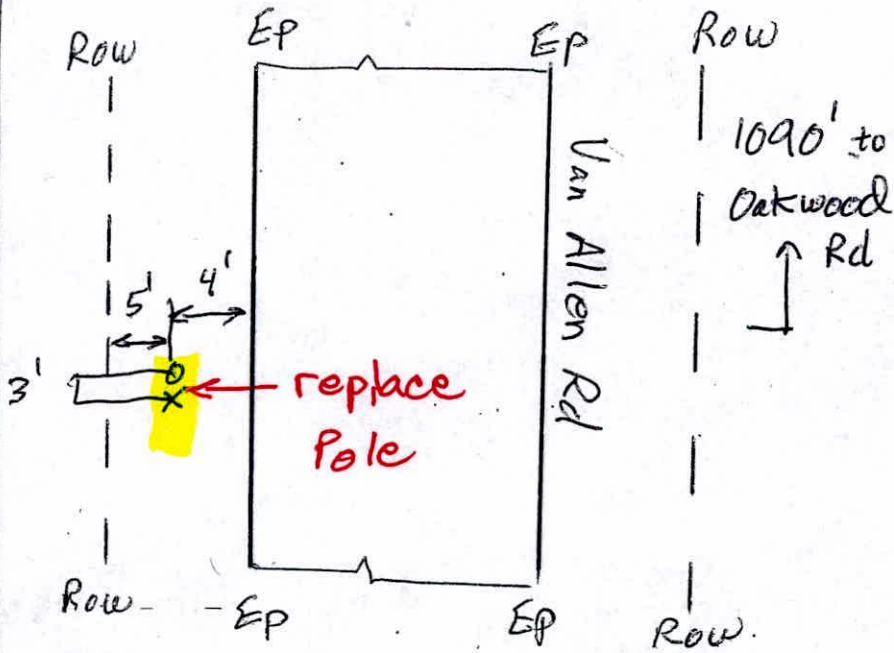 Row
Ep
Ep
Row
1090' to
Oakwood
Rd
Van Allen Rd
5'
4'
3'
O
X
replace
Pole
Row
Ep
Ep
Row.